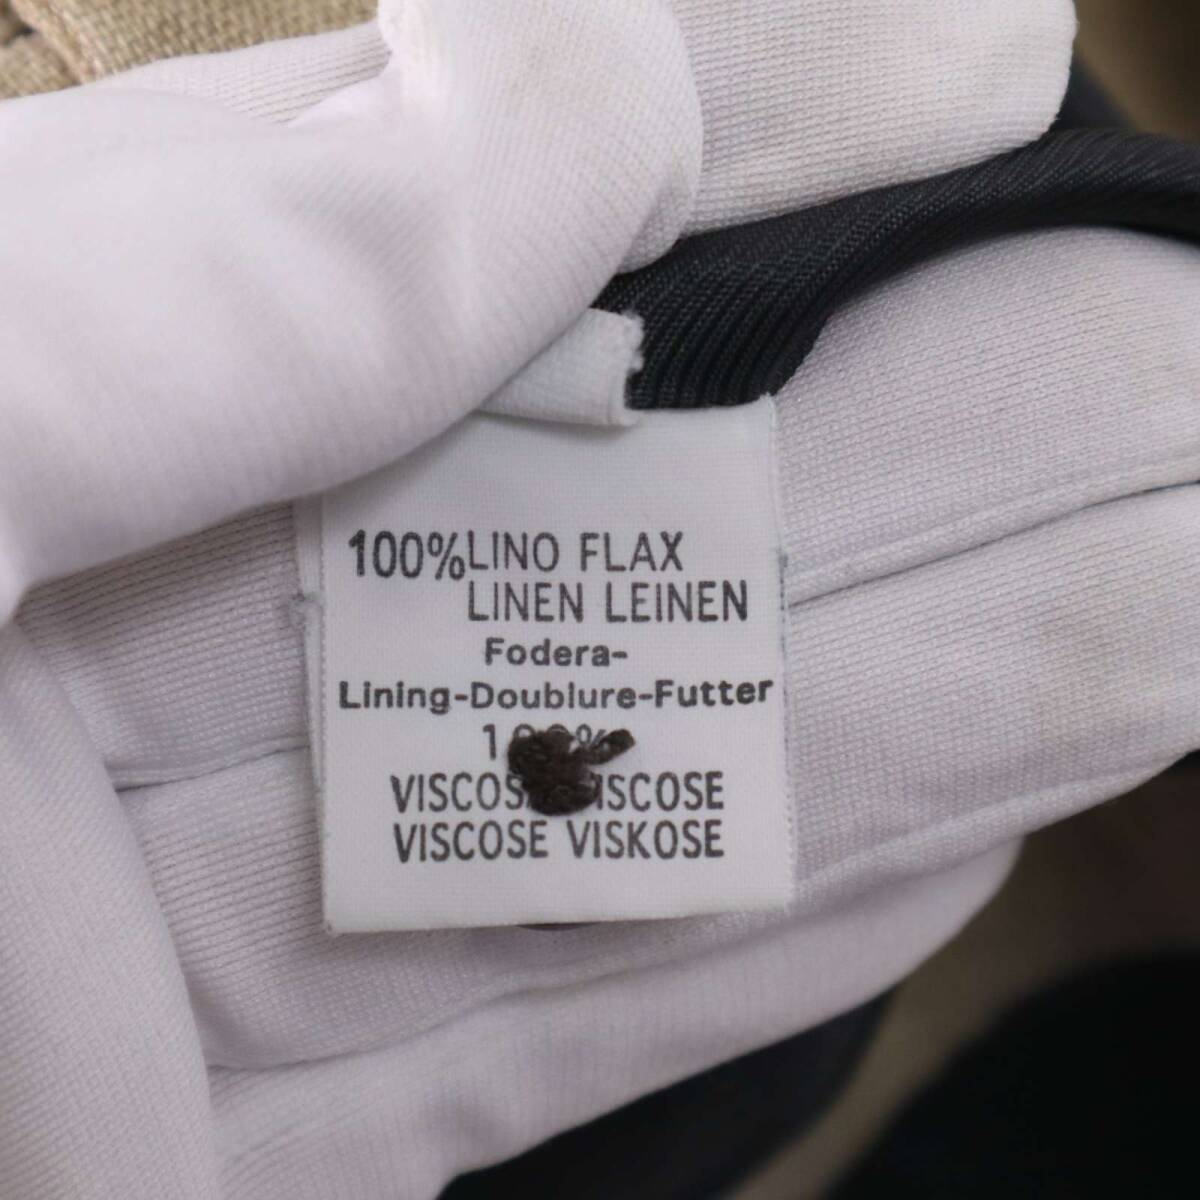 100% LINO FLAX
LINEN LEINEN
Fodera-
Lining-Doublure-Futter
VISCOSE
VISCOSE VISKOSE